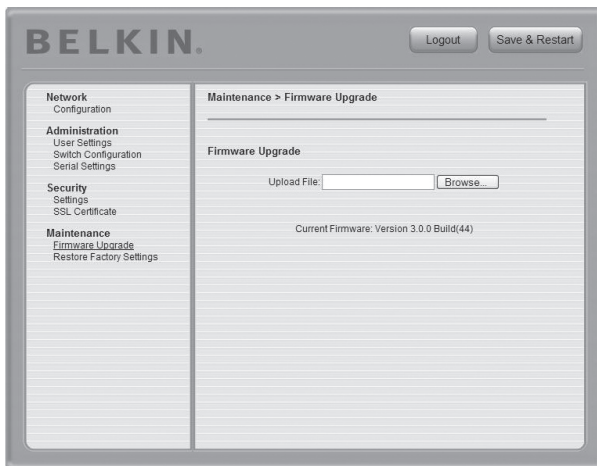 BELKIN.
Logout
Save & Restart
Network
Configuration
Administration
User Settings
Switch Configuration
Serial Settings
Security
Settings
SSL Certificate
Maintenance
Firmware Upgrade
Restore Factory Settings
Maintenance > Firmware Upgrade
Firmware Upgrade
Upload File: Browse...
Current Firmware: Version 3.0.0 Build(44)